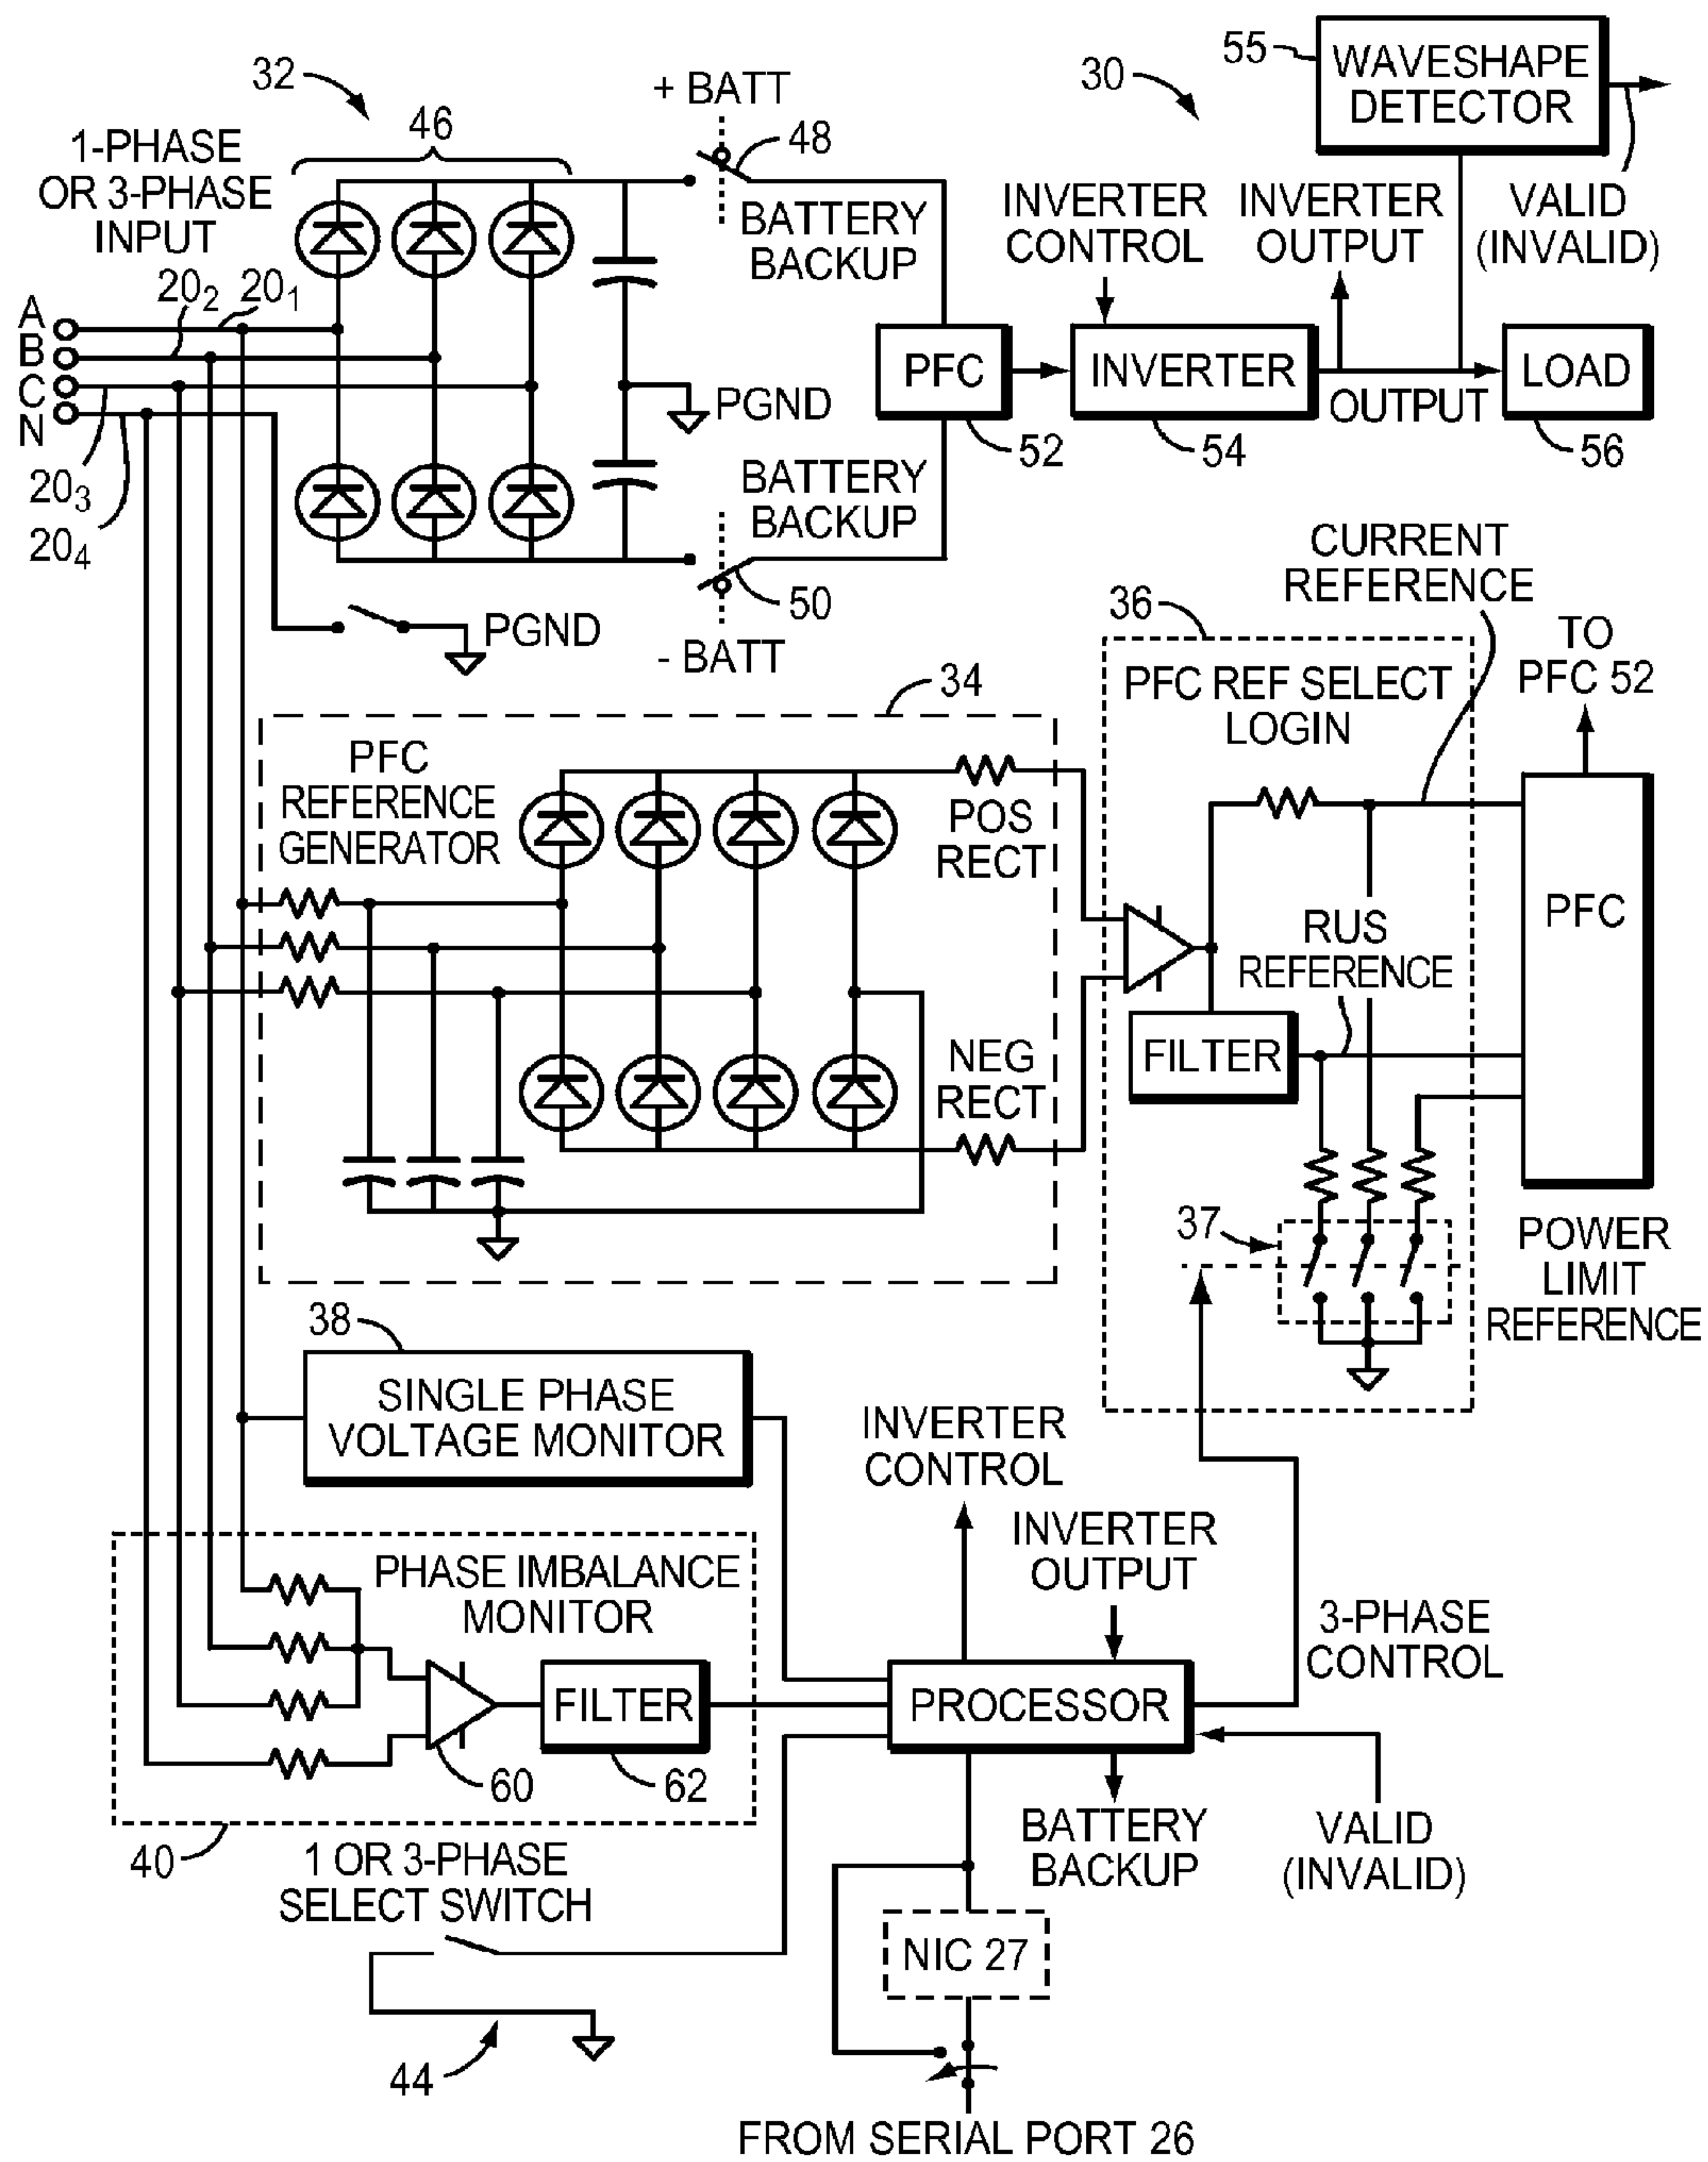 32
+ BATT
30
55
WAVESHAPE
DETECTOR
46
48
1-PHASE
OR 3-PHASE
INPUT
BATTERY
BACKUP
INVERTER
CONTROL
INVERTER
OUTPUT
VALID
(INVALID)
20₂
20₁
A
B
C
N
PGND
PFC
INVERTER
LOAD
OUTPUT
52
54
56
20₃
20₄
BATTERY
BACKUP
50
- BATT
PGND
CURRENT
REFERENCE
36
TO
PFC 52
34
PFC REF SELECT
LOGIN
PFC
REFERENCE
GENERATOR
POS
RECT
PFC
RUS
REFERENCE
FILTER
NEG
RECT
37
POWER
LIMIT
REFERENCE
38
SINGLE PHASE
VOLTAGE MONITOR
INVERTER
CONTROL
INVERTER
OUTPUT
PHASE IMBALANCE
MONITOR
3-PHASE
CONTROL
FILTER
PROCESSOR
60
62
40
BATTERY
BACKUP
VALID
(INVALID)
1 OR 3-PHASE
SELECT SWITCH
NIC 27
44
FROM SERIAL PORT 26